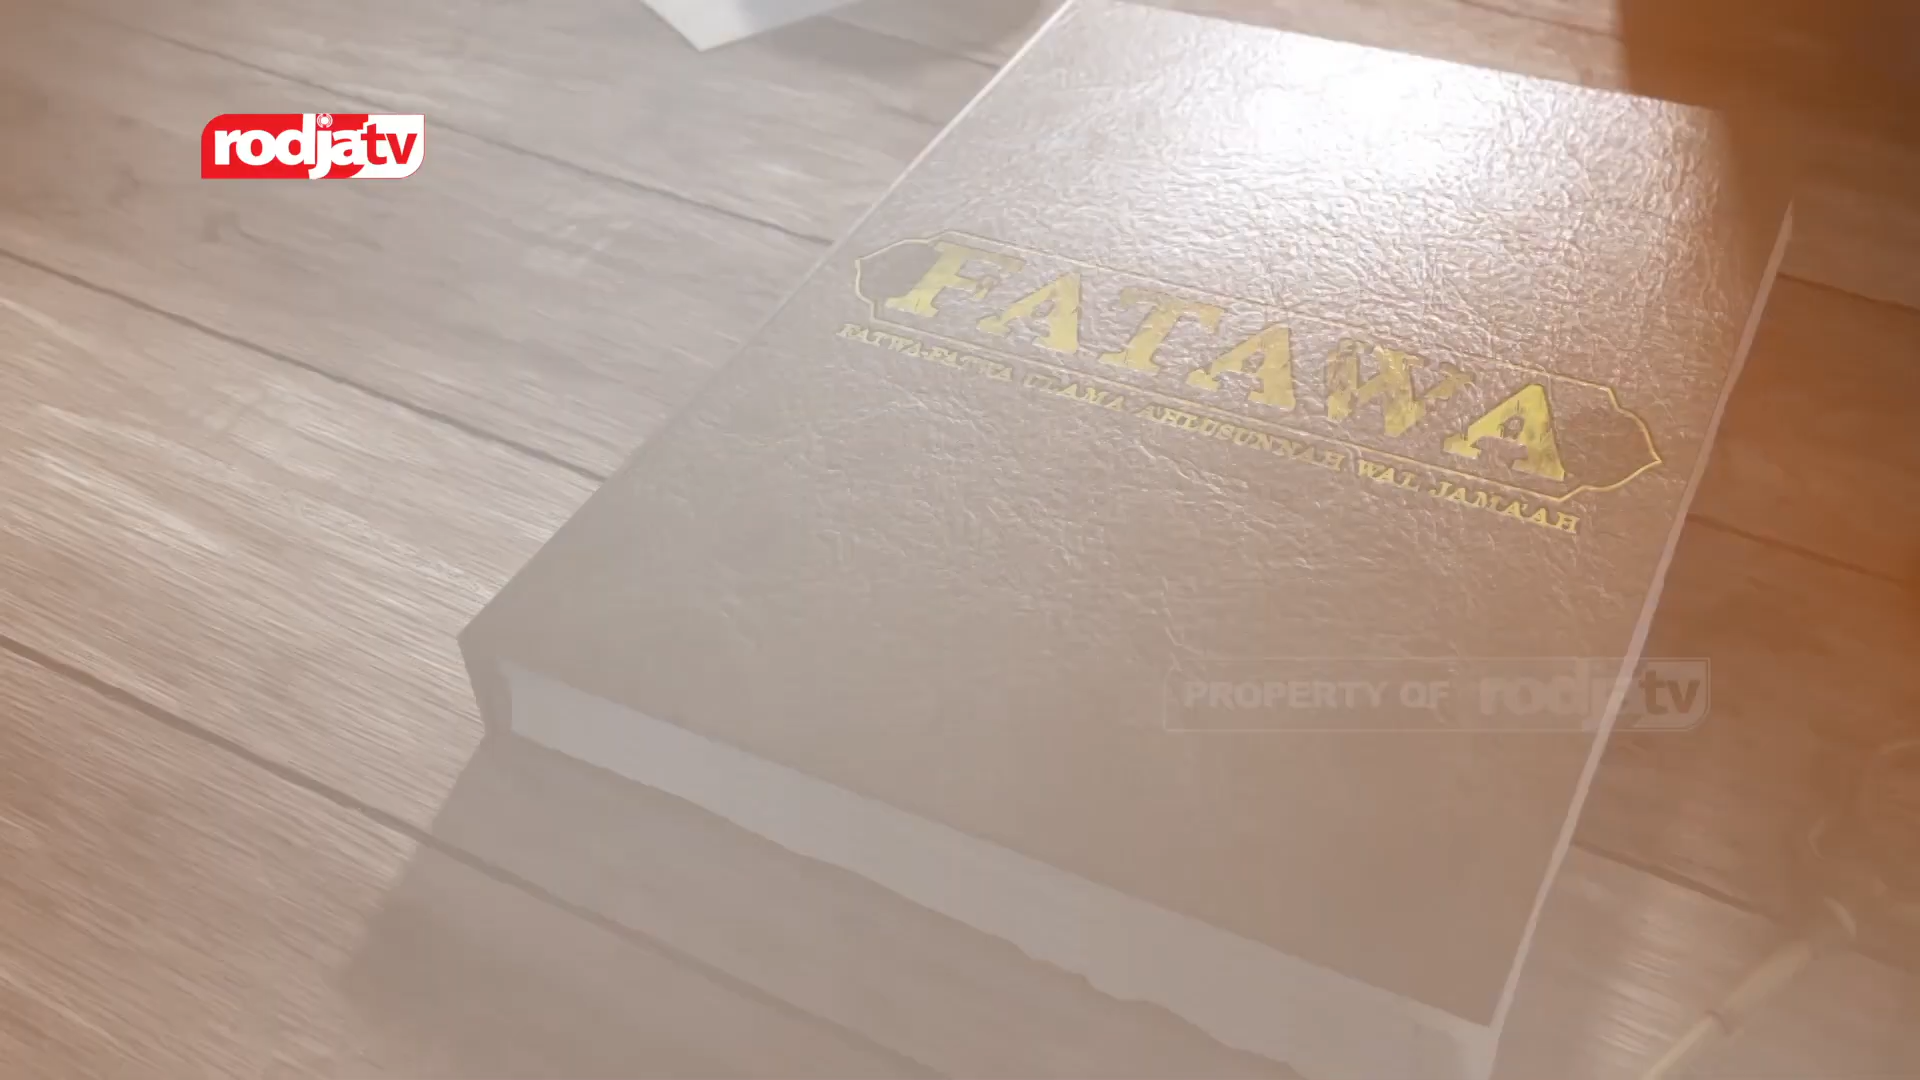 rodjatv
FATAWA
FATWA-FATWA ULAMA AHLUSUNNAH WAL JAMA'AH
PROPERTY OF rodjatv